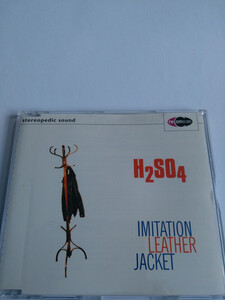 stereopedic sound
H2SO4
IMITATION
LEATHER
JACKET